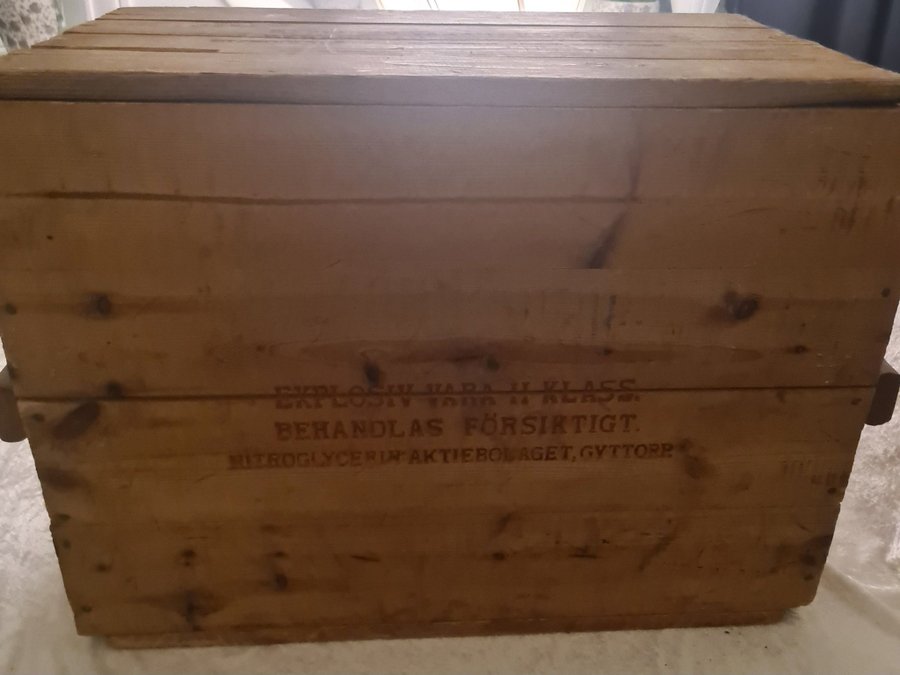 EXPLOSIV VARA II KLASS.
BEHANDLAS FÖRSIKTIGT.
NITROGLYCERIN AKTIEBOLAGET, GYTTORP